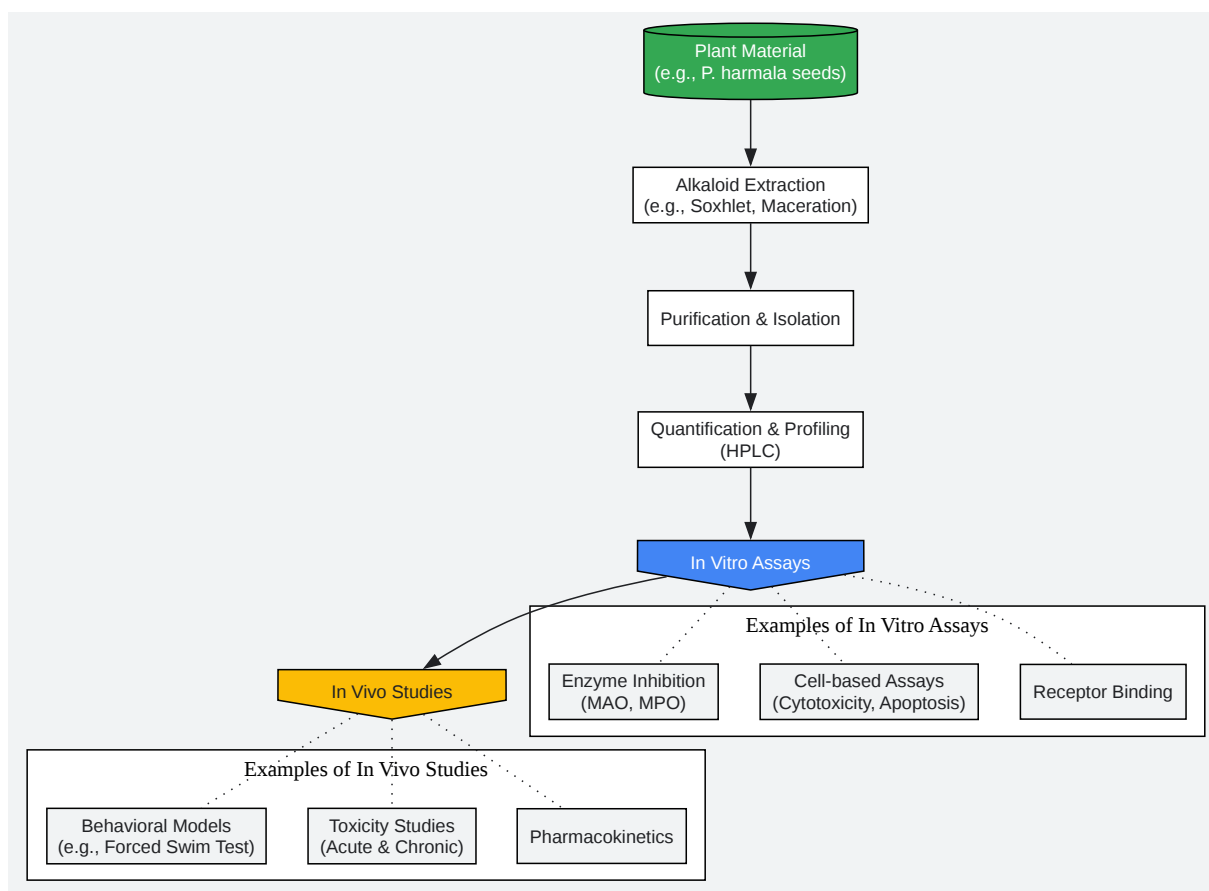 Plant Material
(e.g., P. harmala seeds)
Alkaloid Extraction
(e.g., Soxhlet, Maceration)
Purification & Isolation
Quantification & Profiling
(HPLC)
In Vitro Assays
Examples of In Vitro Assays
Enzyme Inhibition
(MAO, MPO)
Cell-based Assays
(Cytotoxicity, Apoptosis)
Receptor Binding
In Vivo Studies
Examples of In Vivo Studies
Behavioral Models
(e.g., Forced Swim Test)
Toxicity Studies
(Acute & Chronic)
Pharmacokinetics